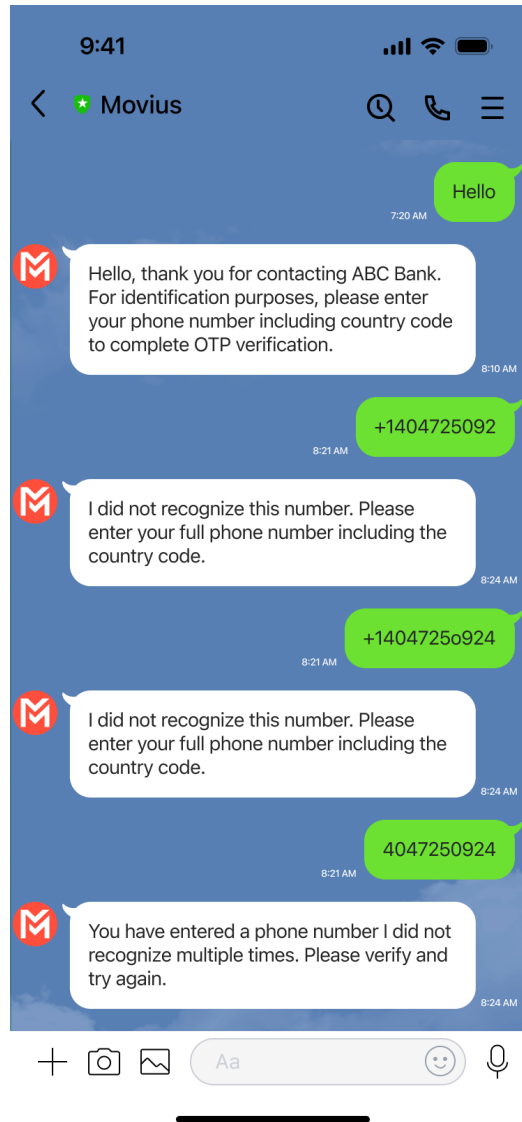 9:41
Movius
Hello
7:20 AM
Hello, thank you for contacting ABC Bank.
For identification purposes, please enter
your phone number including country code
to complete OTP verification.
8:10 AM
+1404725092
8:21 AM
I did not recognize this number. Please
enter your full phone number including the
country code.
8:24 AM
+1404725o924
8:21 AM
I did not recognize this number. Please
enter your full phone number including the
country code.
8:24 AM
4047250924
8:21 AM
You have entered a phone number I did not
recognize multiple times. Please verify and
try again.
8:24 AM
Aa